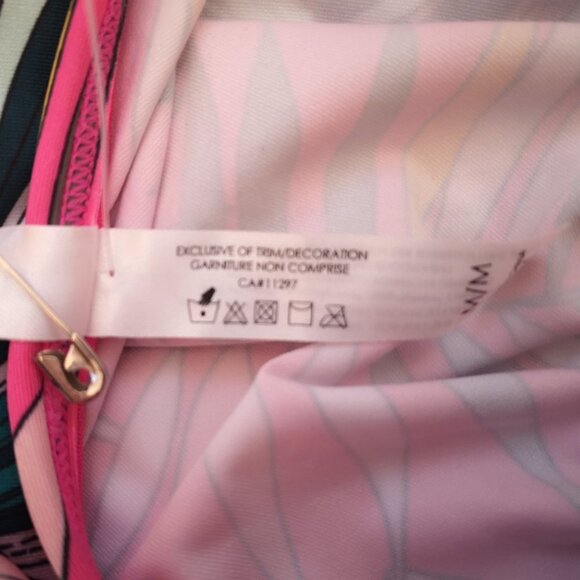 EXCLUSIVE OF TRIM/DECORATION
GARNITURE NON COMPRISE
CA#11297
M/M